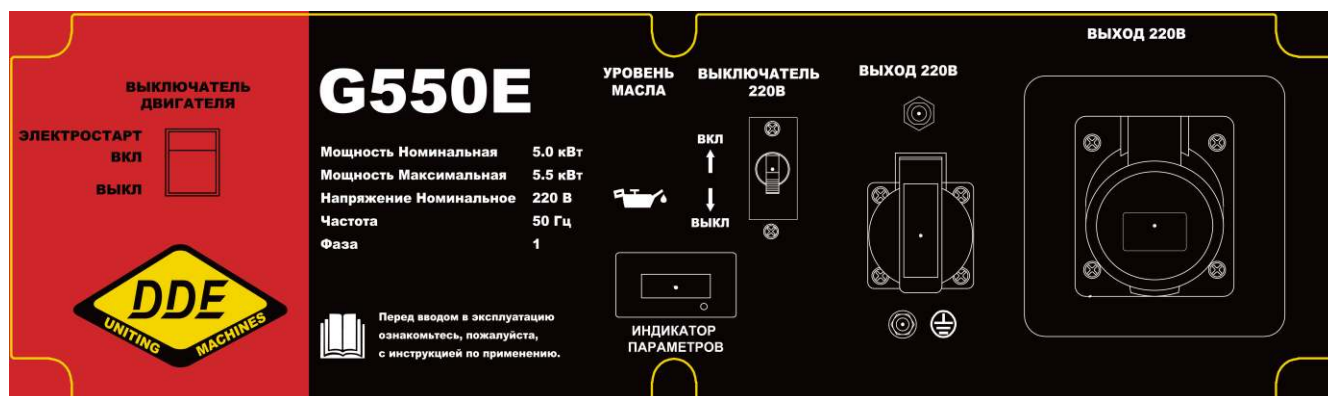 ВЫКЛЮЧАТЕЛЬ
ДВИГАТЕЛЯ
ЭЛЕКТРОСТАРТ
ВКЛ
ВЫКЛ
DDE
UNITING MACHINES
G550E
Мощность Номинальная 5.0 кВт
Мощность Максимальная 5.5 кВт
Напряжение Номинальное 220 В
Частота 50 Гц
Фаза 1
Перед вводом в эксплуатацию
ознакомьтесь, пожалуйста,
с инструкцией по применению.
УРОВЕНЬ
МАСЛА
ВЫКЛЮЧАТЕЛЬ
220В
ВКЛ
ВЫКЛ
ИНДИКАТОР
ПАРАМЕТРОВ
ВЫХОД 220В
ВЫХОД 220В